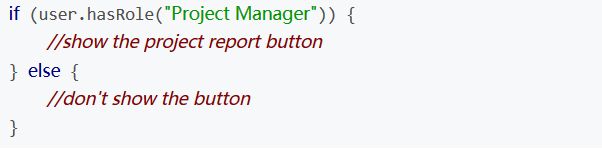 if (user.hasRole("Project Manager")) {
    //show the project report button
} else {
    //don't show the button
}